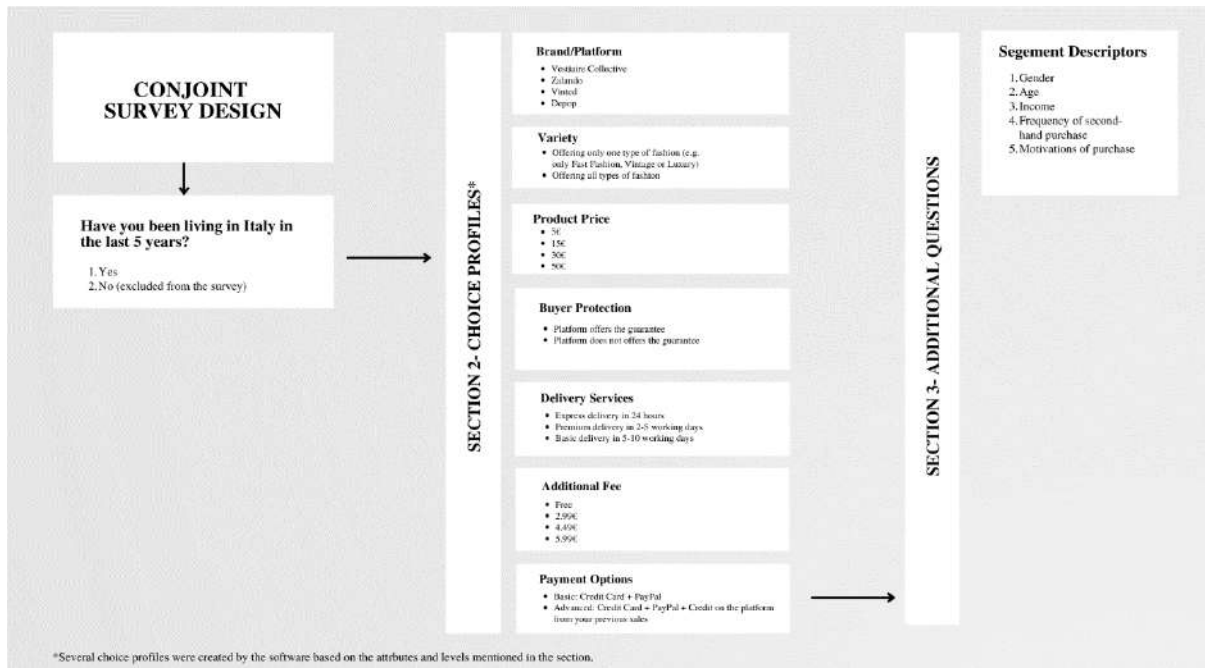 CONJOINT
SURVEY DESIGN
Have you been living in Italy in
the last 5 years?
1. Yes
2. No (excluded from the survey)
SECTION 2- CHOICE PROFILES*
Brand/Platform
• Vestiaire Collective
• Zalando
• Vinted
• Depop
Variety
• Offering only one type of fashion (e.g.
only Fast Fashion, Vintage or Luxury)
• Offering all types of fashion
Product Price
• 5€
• 15€
• 30€
• 50€
Buyer Protection
• Platform offers the guarantee
• Platform does not offers the guarantee
Delivery Services
• Express delivery in 24 hours
• Premium delivery in 2-5 working days
• Basic delivery in 5-10 working days
Additional Fee
• Free
• 2.99€
• 4.49€
• 5.99€
Payment Options
• Basic: Credit Card + PayPal
• Advanced: Credit Card + PayPal + Credit on the platform
from your previous sales
SECTION 3- ADDITIONAL QUESTIONS
Segement Descriptors
1. Gender
2. Age
3. Income
4. Frequency of second-
hand purchase
5. Motivations of purchase
*Several choice profiles were created by the software based on the attrbutes and levels mentioned in the section.